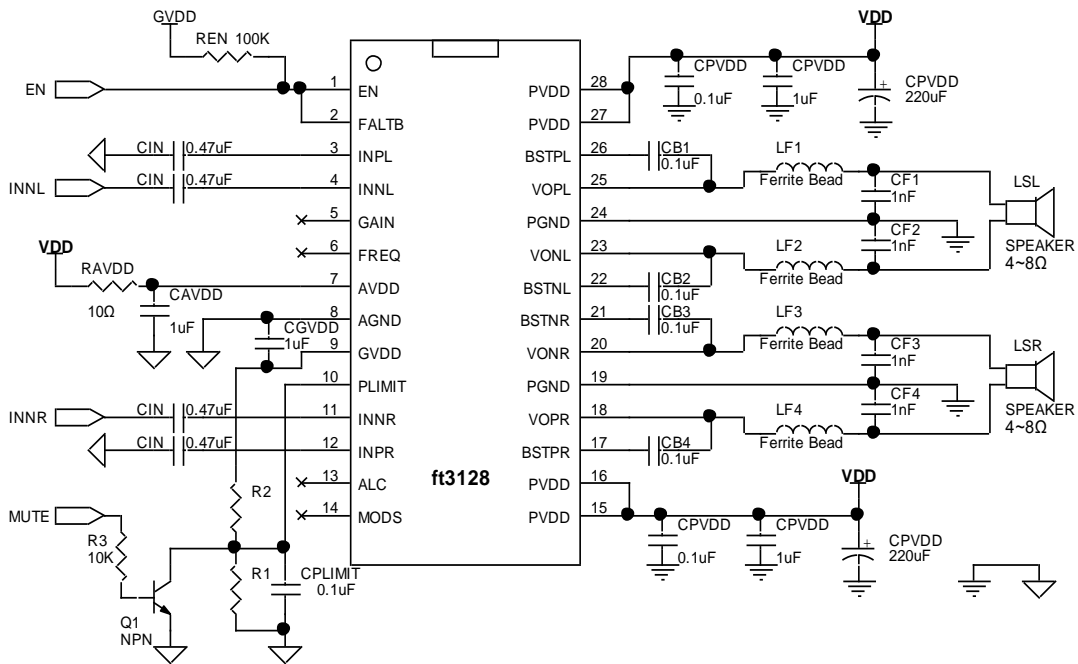 GVDD
REN 100K
EN
1
EN
2
FALTB
CIN
0.47uF
3
INPL
INNL
CIN
0.47uF
4
INNL
5
GAIN
6
FREQ
VDD
RAVDD
10Ω
CAVDD
1uF
7
AVDD
8
AGND
CGVDD
1uF
9
GVDD
10
PLIMIT
INNR
CIN
0.47uF
11
INNR
CIN
0.47uF
12
INPR
13
ALC
14
MODS
MUTE
R3
10K
Q1
NPN
R2
R1
CPLIMIT
0.1uF
ft3128
VDD
CPVDD
0.1uF
CPVDD
1uF
CPVDD
220uF
28
PVDD
27
PVDD
26
BSTPL
CB1
0.1uF
25
VOPL
LF1
Ferrite Bead
CF1
1nF
24
PGND
CF2
1nF
LSL
SPEAKER
4~8Ω
23
VONL
LF2
Ferrite Bead
22
BSTNL
CB2
0.1uF
21
BSTNR
CB3
0.1uF
20
VONR
LF3
Ferrite Bead
CF3
1nF
19
PGND
CF4
1nF
LSR
SPEAKER
4~8Ω
18
VOPR
LF4
Ferrite Bead
17
BSTPR
CB4
0.1uF
16
PVDD
15
PVDD
VDD
CPVDD
0.1uF
CPVDD
1uF
CPVDD
220uF